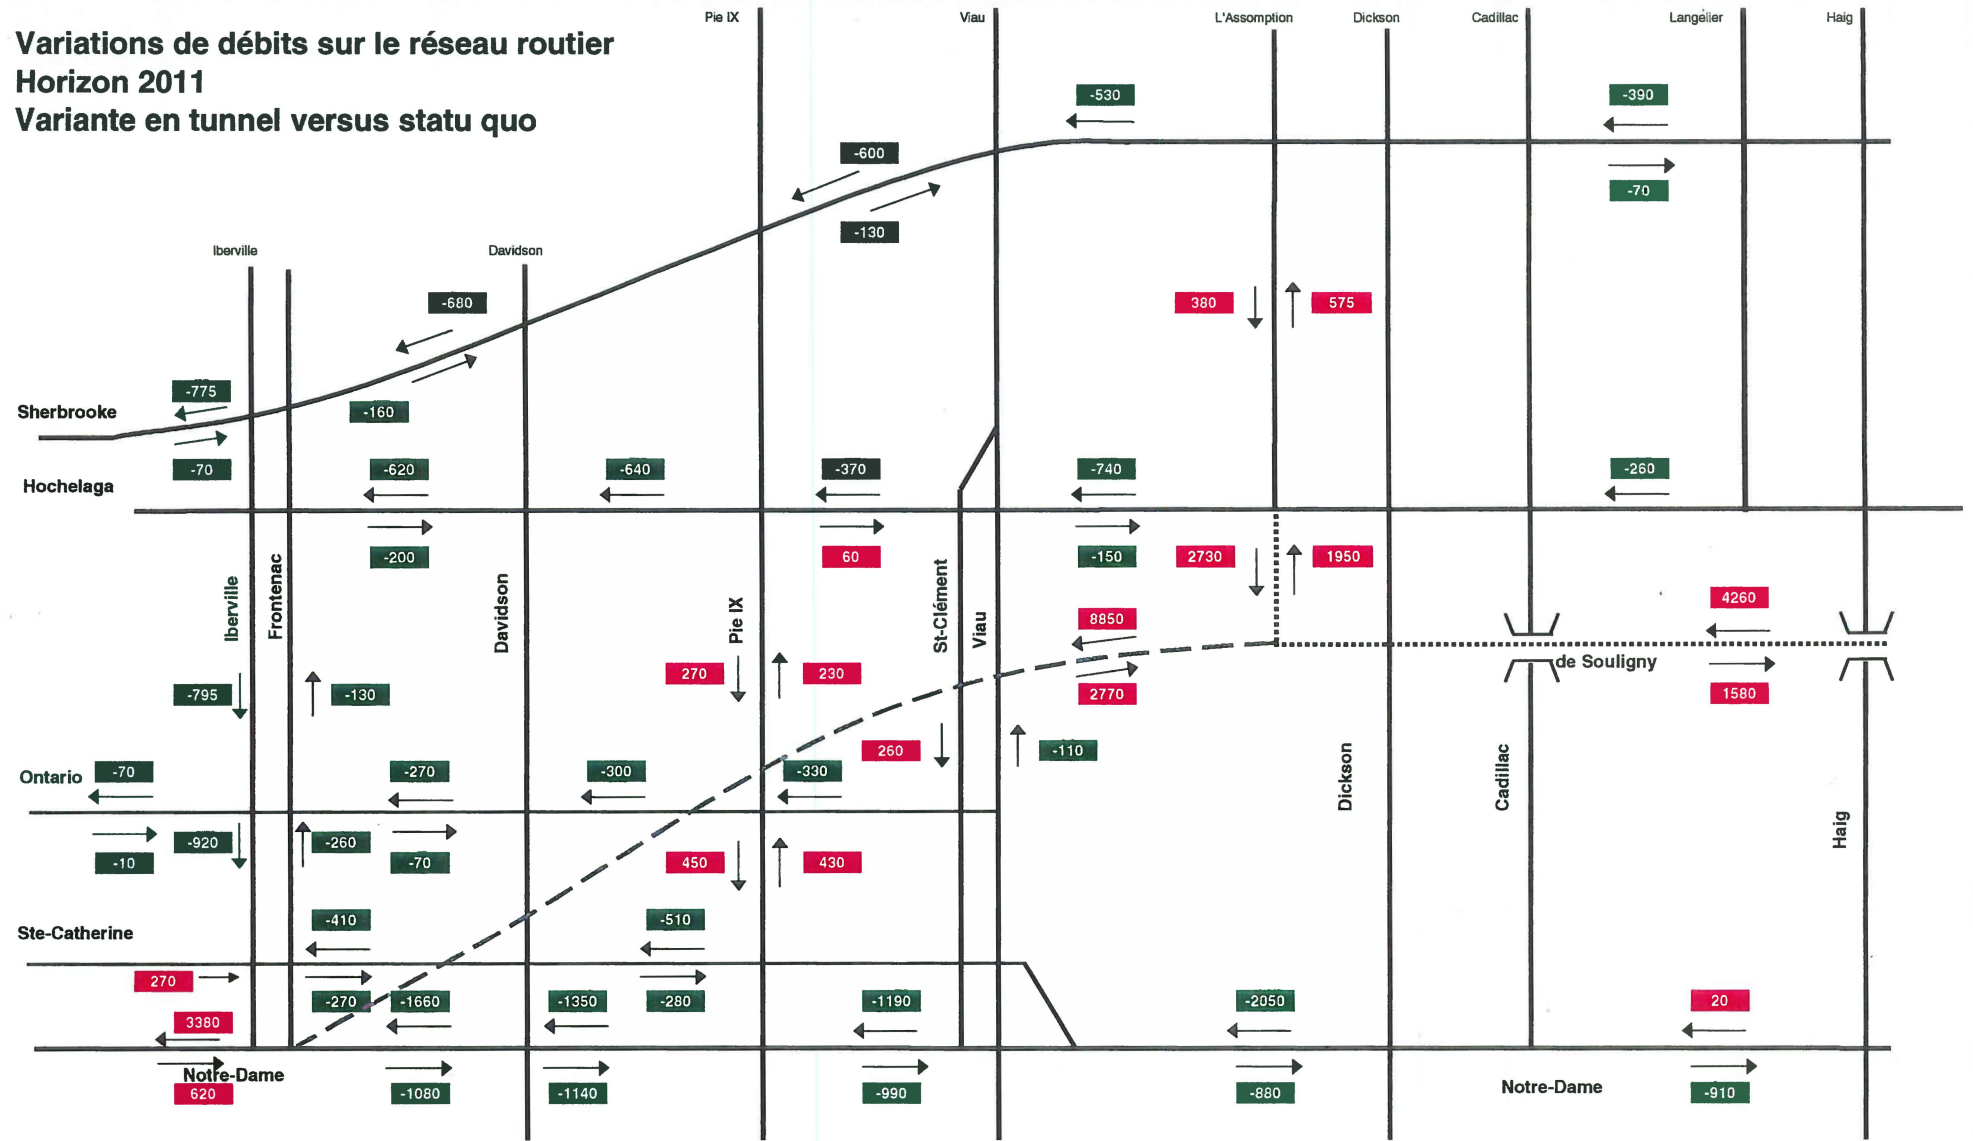 Pie IX
Viau
L'Assomption
Dickson
Cadillac
Langelier
Haig
Variations de débits sur le réseau routier
Horizon 2011
Variante en tunnel versus statu quo
-530
-390
-600
-70
-130
Iberville
Davidson
-680
380
575
-775
Sherbrooke
-160
-70
-620
-640
-370
-740
-260
Hochelaga
-200
60
-150
2730
1950
Iberville
Frontenac
Davidson
Pie IX
St-Clément
Viau
8850
4260
de Souligny
270
230
2770
1580
-795
-130
260
-110
Ontario
-70
-270
-300
-330
Dickson
Cadillac
Haig
-10
-920
-260
-70
450
430
-410
-510
Ste-Catherine
270
-270
-1660
-1350
-280
-1190
-2050
20
3380
Notre-Dame
620
-1080
-1140
-990
-880
Notre-Dame
-910